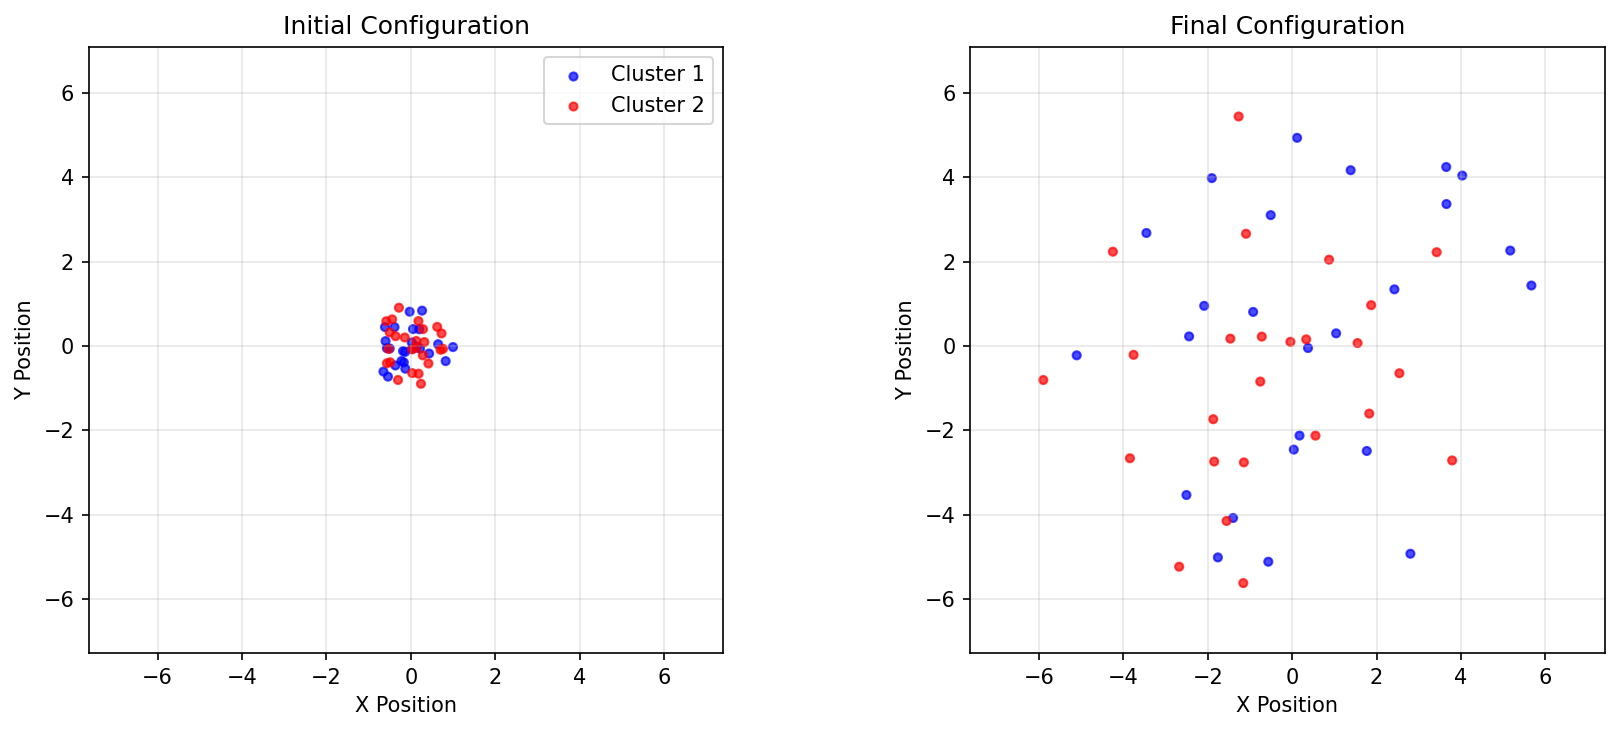 Initial Configuration
Cluster 1
Cluster 2
6
4
2
0
−2
−4
−6
Y Position
−6 −4 −2 0 2 4 6
X Position
Final Configuration
6
4
2
0
−2
−4
−6
Y Position
−6 −4 −2 0 2 4 6
X Position